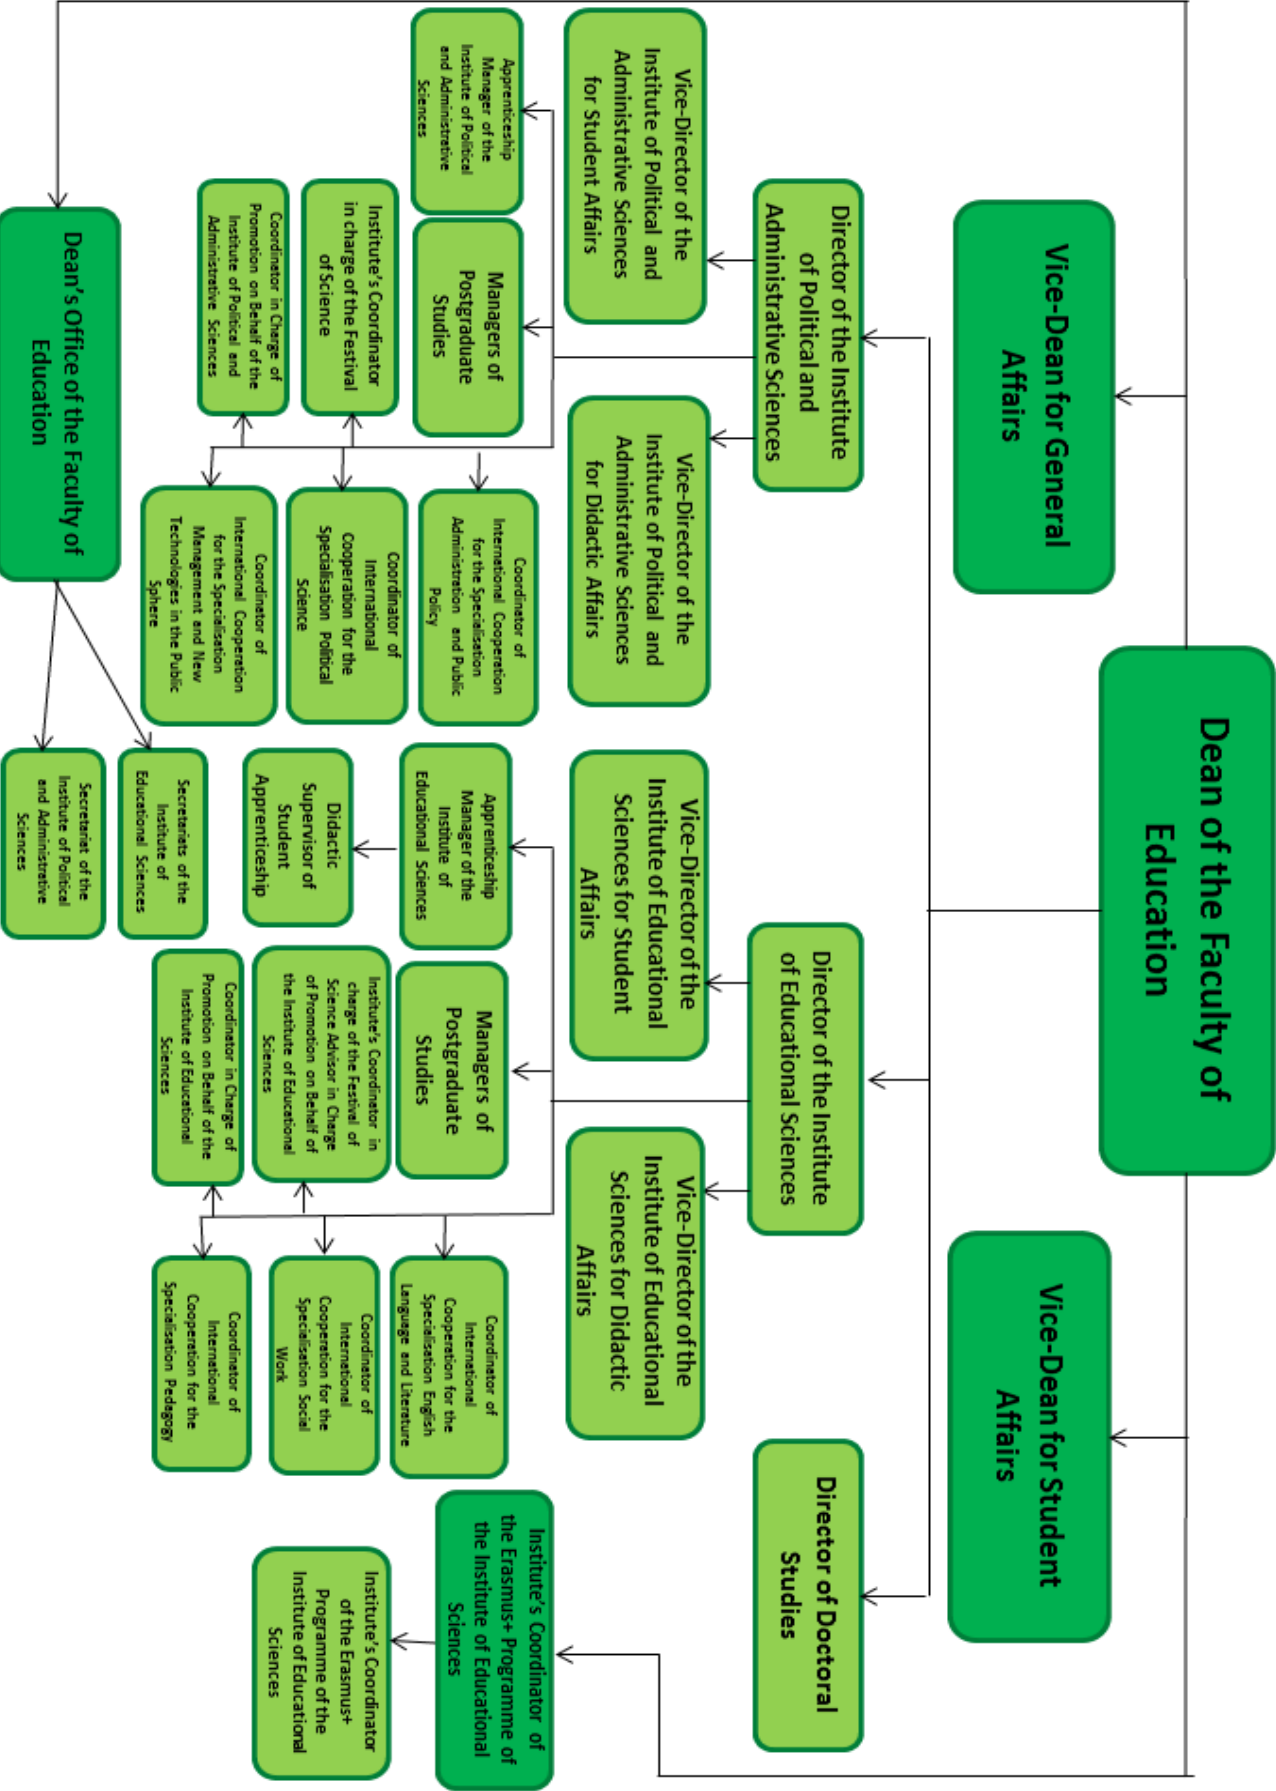 Dean of the Faculty of
Education
Vice-Dean for General
Affairs
Vice-Dean for Student
Affairs
Director of the Institute
of Political and
Administrative Sciences
Director of the Institute
of Educational Sciences
Director of Doctoral
Studies
Vice-Director of the
Institute of Political and
Administrative Sciences
for Student Affairs
Vice-Director of the
Institute of Political and
Administrative Sciences
for Didactic Affairs
Vice-Director of the
Institute of Educational
Sciences for Student
Affairs
Vice-Director of the
Institute of Educational
Sciences for Didactic
Affairs
Apprenticeship
Manager of the
Institute of Political
and Administrative
Sciences
Managers of
Postgraduate
Studies
Coordinator of
International Cooperation
for the Specialisation
Administration and Public
Policy
Apprenticeship
Manager of the
Institute of
Educational Sciences
Managers of
Postgraduate
Studies
Coordinator of
International
Cooperation for the
Specialisation English
Language and Literature
Institute's Coordinator of
the Erasmus+ Programme of
the Institute of Educational
Sciences
Institute's Coordinator
in charge of the Festival
of Science
Coordinator of
International
Cooperation for the
Specialisation Political
Science
Didactic
Supervisor of
Student
Apprenticeship
Institute's Coordinator in
charge of the Festival of
Science Advisor in Charge
of Promotion on Behalf of
the Institute of Educational
Sciences
Coordinator of
International
Cooperation for the
Specialisation Social
Work
Institute's Coordinator
of the Erasmus+
Programme of the
Institute of Educational
Sciences
Coordinator in Charge of
Promotion on Behalf of the
Institute of Political and
Administrative Sciences
Coordinator of
International Cooperation
for the Specialisation
Management and New
Technologies in the Public
Sphere
Coordinator in Charge of
Promotion on Behalf of the
Institute of Educational
Sciences
Coordinator of
International
Cooperation for the
Specialisation Pedagogy
Dean's Office of the Faculty of
Education
Secretariats of the
Institute of
Educational Sciences
Secretariat of the
Institute of Political
and Administrative
Sciences